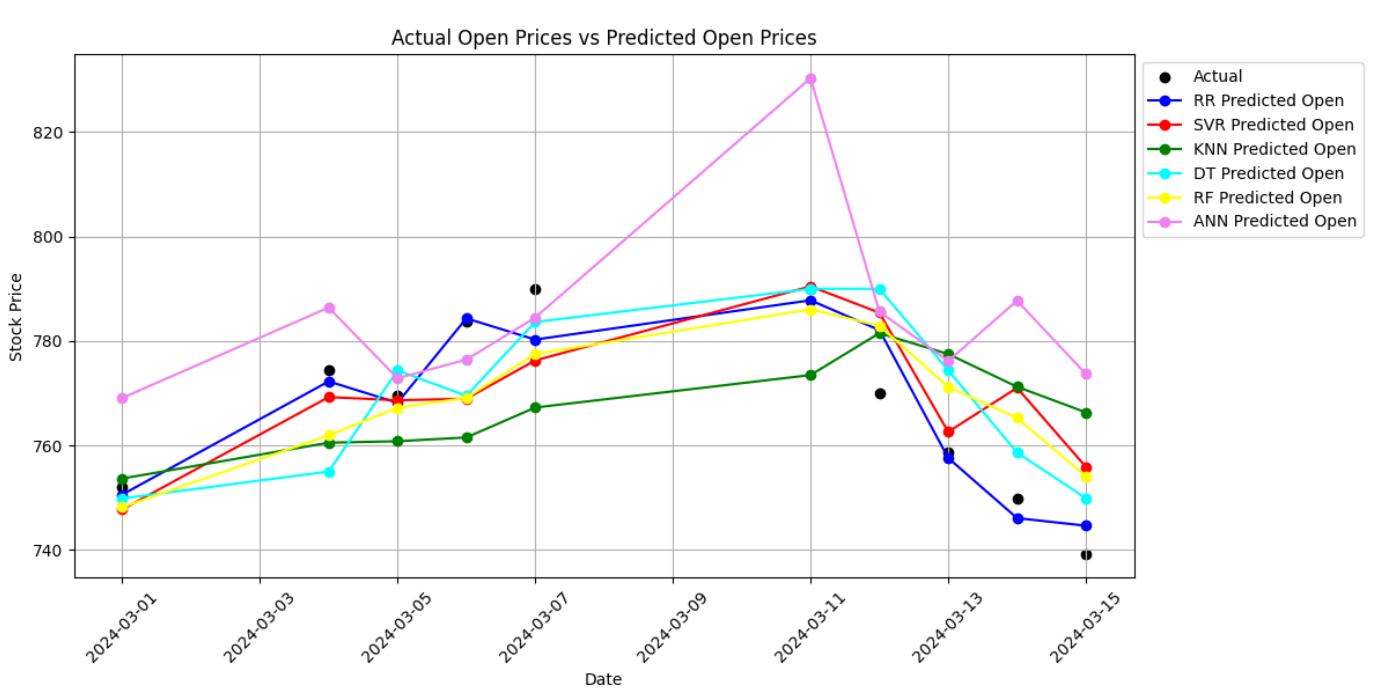 Actual Open Prices vs Predicted Open Prices
Stock Price
820
800
780
760
740
2024-03-01
2024-03-03
2024-03-05
2024-03-07
2024-03-09
2024-03-11
2024-03-13
2024-03-15
Date
Actual
RR Predicted Open
SVR Predicted Open
KNN Predicted Open
DT Predicted Open
RF Predicted Open
ANN Predicted Open